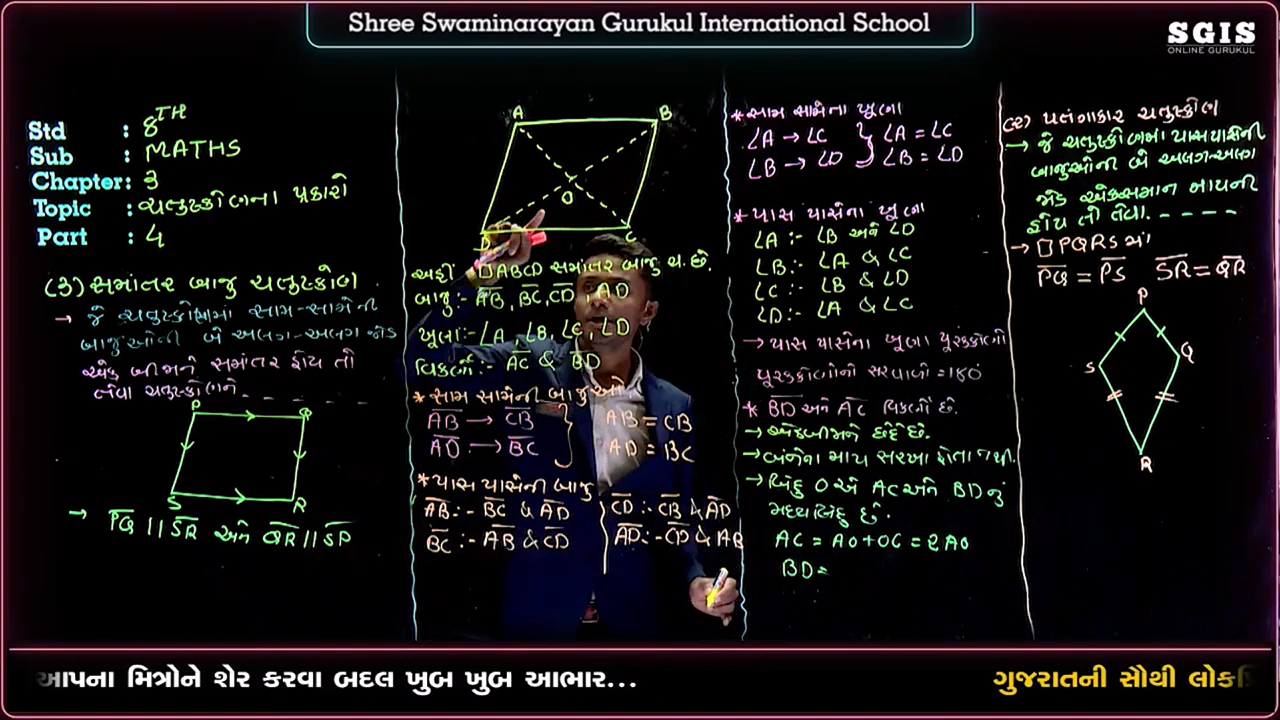 Shree Swaminarayan Gurukul International School
SGIS
ONLINE GURUKUL
Std : 8TH
Sub : MATHS
Chapter: 3
Topic : ચતુષ્કોણના પ્રકારો
Part : 4
(૩) સમાંતર બાજુ ચતુષ્કોણ
→ જે ચતુષ્કોણમાં સામ-સામેની
બાજુઓની બે અલગ-અલગ જોડ
એક બીજાને સમાંતર હોય તો
તેવા ચતુષ્કોણને - - - - - -
P Q
S R
→ PQ || SR અને QR || SP
A B
O
D C
અહીં □ABCD સમાંતર બાજુ ચ. છે.
બાજુ :- AB, BC, CD, AD
ખૂણા:- ∠A, ∠B, ∠C, ∠D
વિકર્ણ :- AC & BD
* સામ સામેની બાજુઓ
AB → CB } AB = CB
AD → BC AD = BC
* પાસ પાસેની બાજુ
AB :- BC & AD
BC :- AB & CD
CD :- CB & AD
AD :- CD & AB
* સામ સામેના ખૂણા
∠A → ∠C } ∠A = ∠C
∠B → ∠D ∠B = ∠D
* પાસ પાસેના ખૂણા
∠A :- ∠B અને ∠D
∠B :- ∠A & ∠C
∠C :- ∠B & ∠D
∠D :- ∠A & ∠C
→ પાસ પાસેના ખૂણા પૂરકકોણો
પૂરકકોણોનો સરવાળો = 180
* BD અને AC વિકર્ણો છે.
→ એકબીજાને છેદે છે.
→ બંનેના માપ સરખા હોતા નથી.
→ બિંદુ O એ AC અને BD નું
મધ્યબિંદુ છે.
AC = AO + OC = 2 AO
BD =
પતંગાકાર ચતુષ્કોણ
→ જે ચતુષ્કોણમાં પાસપાસેની
બાજુઓની બે અલગ-અલગ
જોડ એકસમાન માપની
હોય તો તેવા - - - -
→ □PQRS માં
PQ = PS SR = QR
P
S Q
R
આપના મિત્રોને શેર કરવા બદલ ખુબ ખુબ આભાર...
ગુજરાતની સૌથી